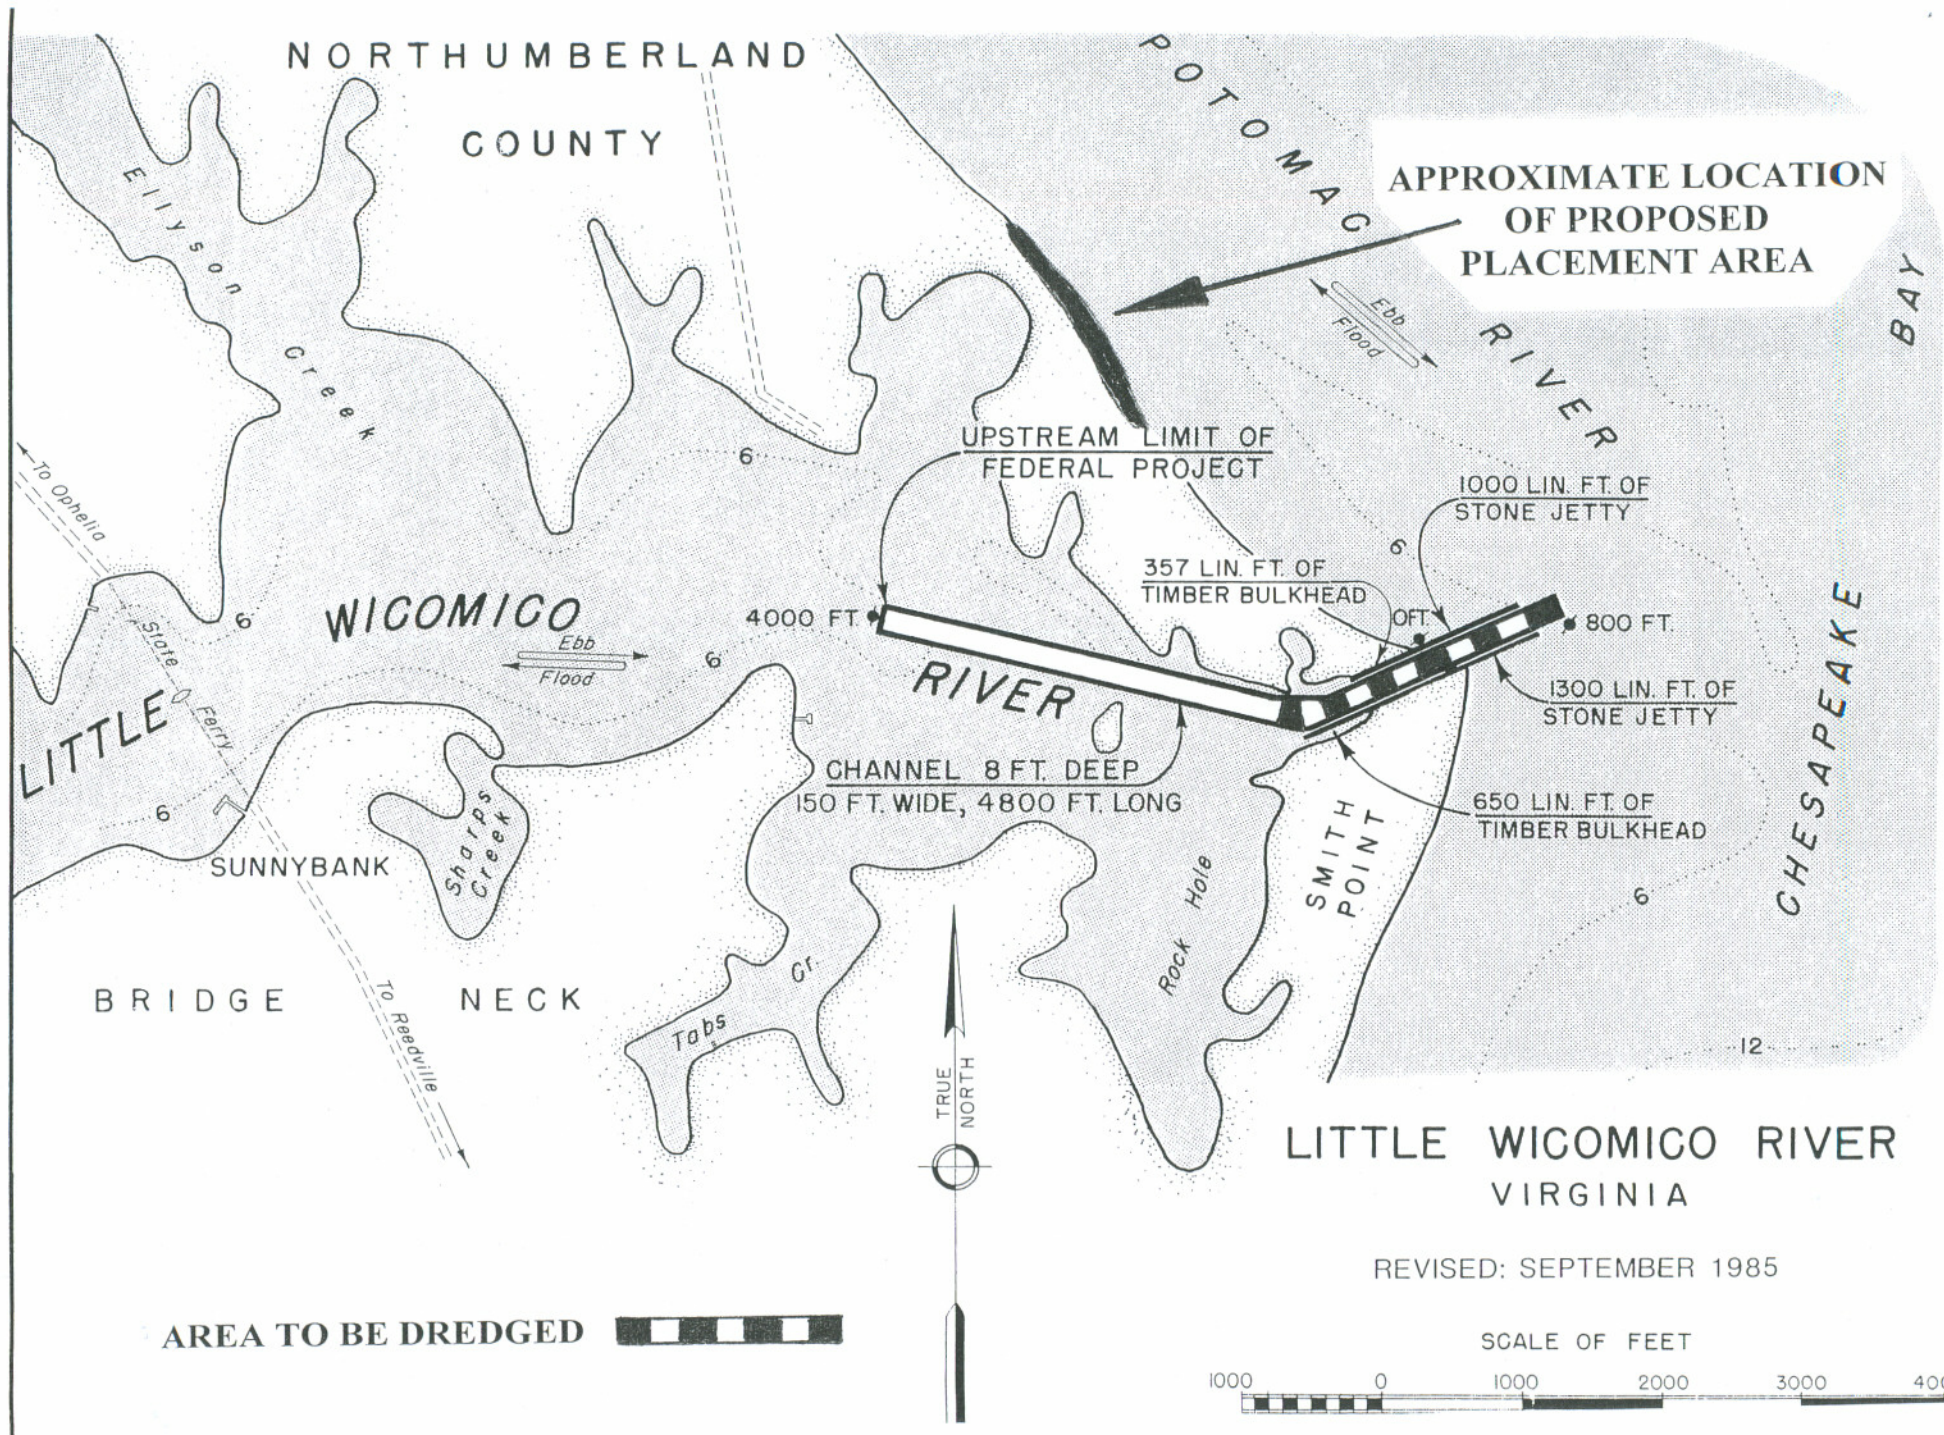 NORTHUMBERLAND
COUNTY
POTOMAC
RIVER
APPROXIMATE LOCATION
OF PROPOSED
PLACEMENT AREA
CHESAPEAKE
BAY
Ebb
Flood
Ellyson
Creek
To Ophelia
State
Ferry
To Reedville
6
6
6
6
6
6
12
UPSTREAM LIMIT OF
FEDERAL PROJECT
1000 LIN. FT. OF
STONE JETTY
357 LIN. FT. OF
TIMBER BULKHEAD
4000 FT.
OFT.
800 FT.
LITTLE
WICOMICO
RIVER
Ebb
Flood
1300 LIN. FT. OF
STONE JETTY
CHANNEL 8 FT. DEEP
150 FT. WIDE, 4800 FT. LONG
650 LIN. FT. OF
TIMBER BULKHEAD
SMITH
POINT
Rock Hole
SUNNYBANK
Sharps
Creek
Tabs Cr.
BRIDGE NECK
TRUE
NORTH
LITTLE WICOMICO RIVER
VIRGINIA
REVISED: SEPTEMBER 1985
AREA TO BE DREDGED
SCALE OF FEET
1000 0 1000 2000 3000 400